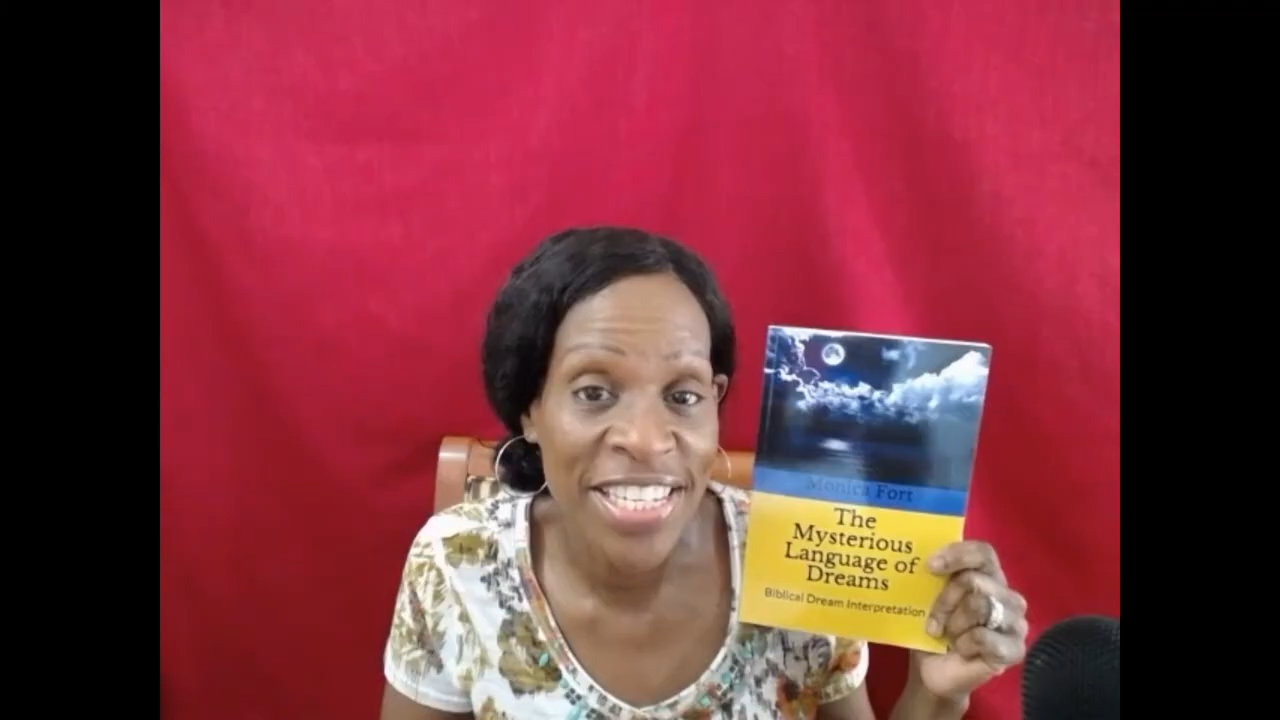 Monica Fort
The
Mysterious
Language of
Dreams
Biblical Dream Interpretation